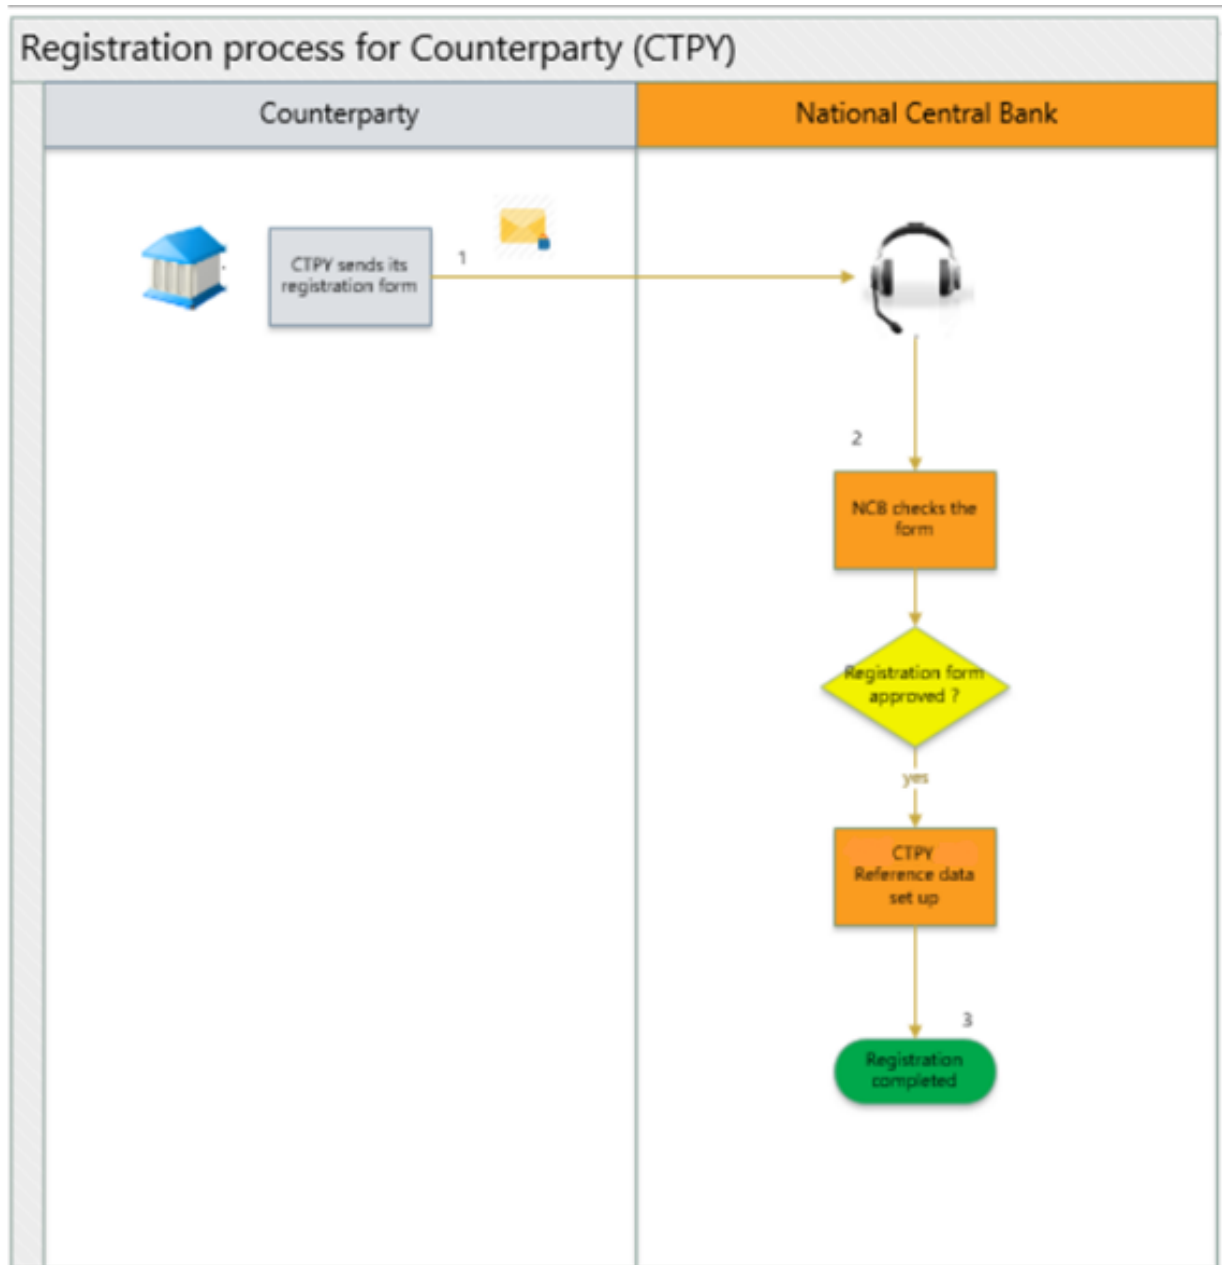 Registration process for Counterparty (CTPY)
Counterparty
National Central Bank
CTPY sends its
registration form
1
2
NCB checks the
form
Registration form
approved ?
yes
CTPY
Reference data
set up
3
Registration
completed